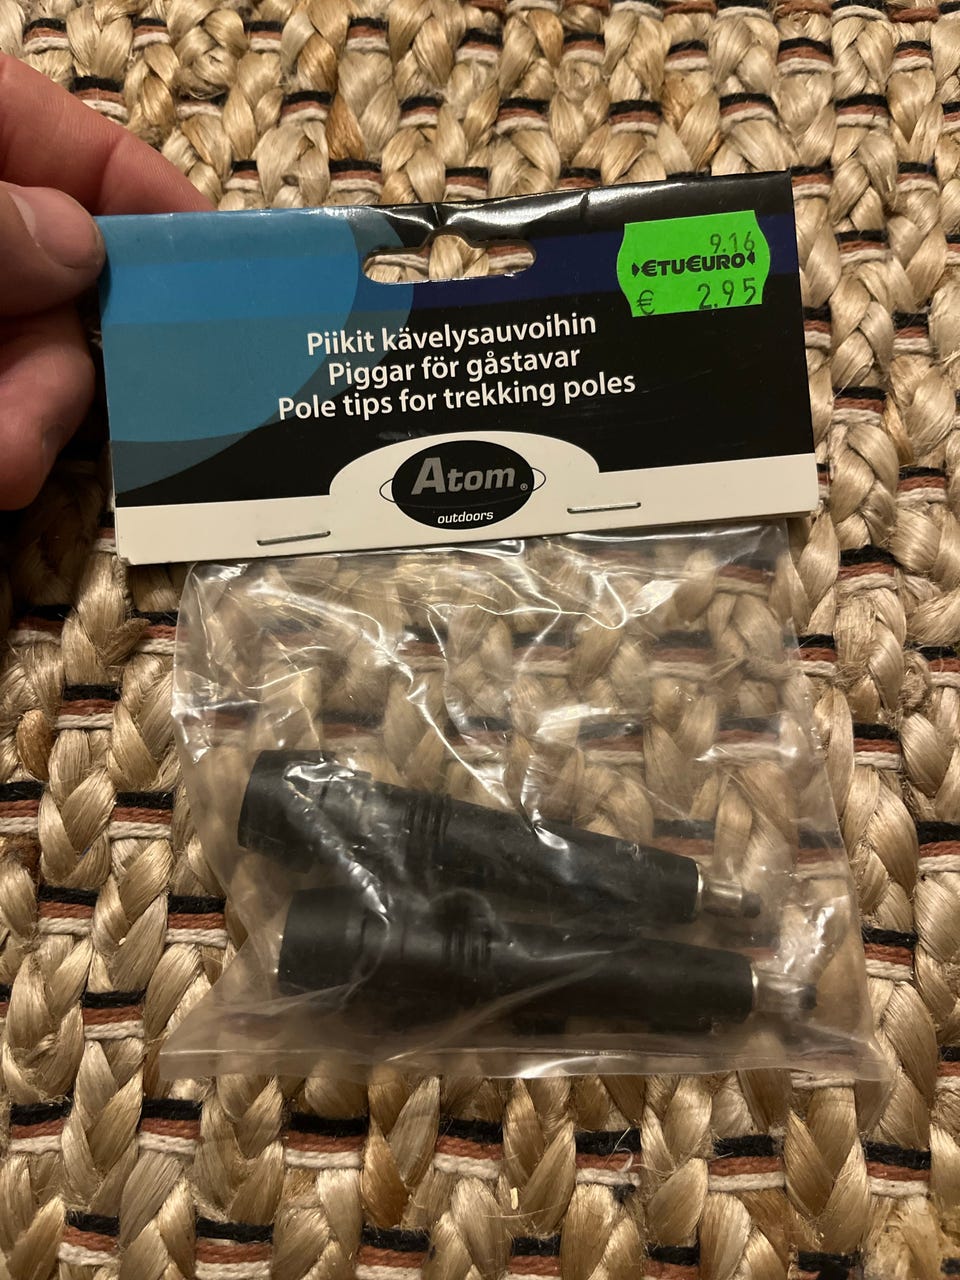 9.16
€TU€URO
€ 2.95
Piikit kävelysauvoihin
Piggar för gåstavar
Pole tips for trekking poles
Atom®
outdoors